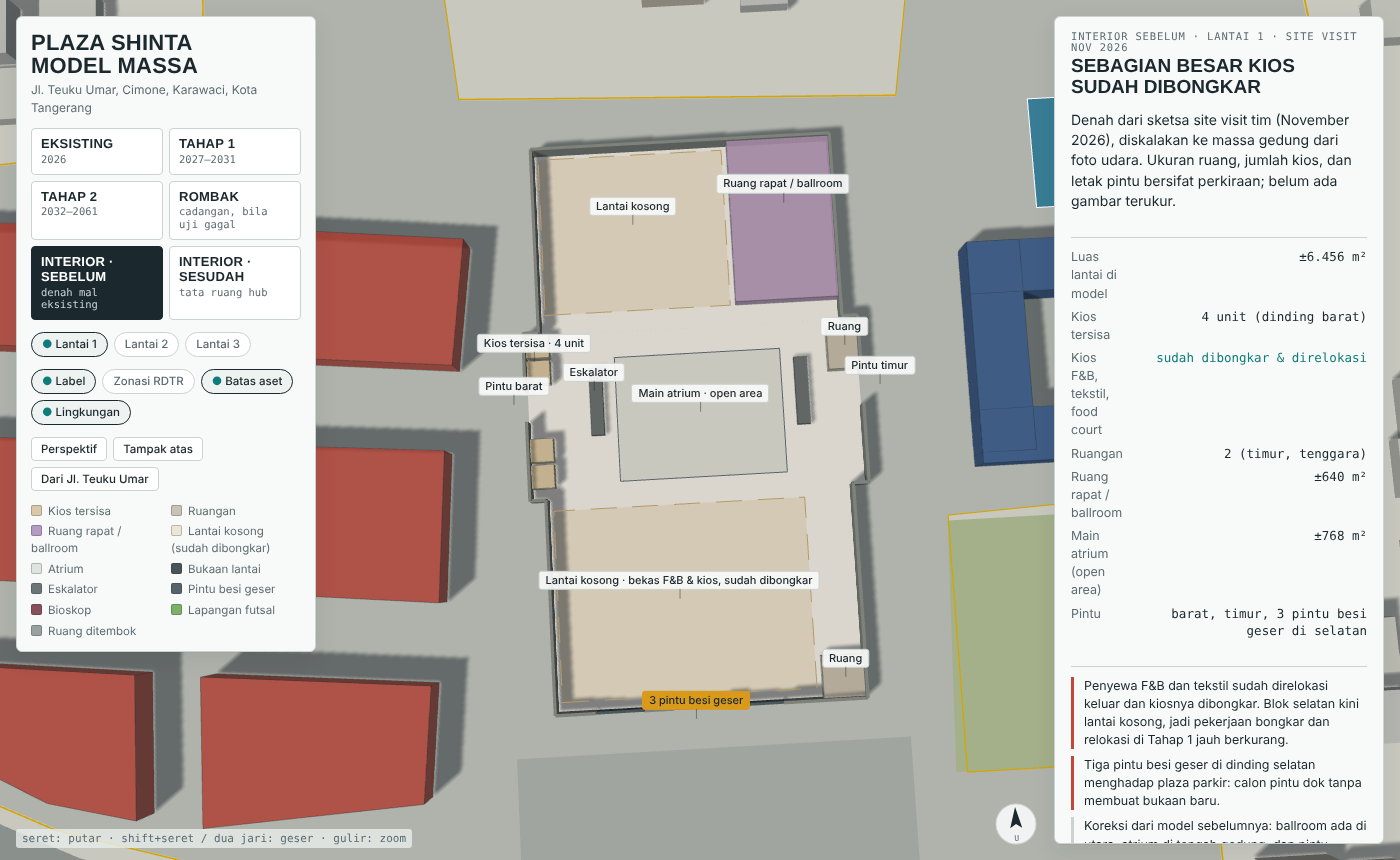 PLAZA SHINTA
MODEL MASSA
Jl. Teuku Umar, Cimone, Karawaci, Kota
Tangerang
EKSISTING
2026
TAHAP 1
2027–2031
TAHAP 2
2032–2061
ROMBAK
cadangan, bila
uji gagal
INTERIOR ·
SEBELUM
denah mal
eksisting
INTERIOR ·
SESUDAH
tata ruang hub
Lantai 1
Lantai 2
Lantai 3
Label
Zonasi RDTR
Batas aset
Lingkungan
Perspektif
Tampak atas
Dari Jl. Teuku Umar
Kios tersisa
Ruangan
Ruang rapat /
ballroom
Lantai kosong
(sudah dibongkar)
Atrium
Bukaan lantai
Eskalator
Pintu besi geser
Bioskop
Lapangan futsal
Ruang ditembok
seret: putar · shift+seret / dua jari: geser · gulir: zoom
Lantai kosong
Ruang rapat / ballroom
Ruang
Kios tersisa · 4 unit
Pintu timur
Eskalator
Pintu barat
Main atrium · open area
Lantai kosong · bekas F&B & kios, sudah dibongkar
Ruang
3 pintu besi geser
U
INTERIOR SEBELUM · LANTAI 1 · SITE VISIT
NOV 2026
SEBAGIAN BESAR KIOS
SUDAH DIBONGKAR
Denah dari sketsa site visit tim (November
2026), diskalakan ke massa gedung dari
foto udara. Ukuran ruang, jumlah kios, dan
letak pintu bersifat perkiraan; belum ada
gambar terukur.
Luas
lantai di
model
±6.456 m²
Kios
tersisa
4 unit (dinding barat)
Kios
F&B,
tekstil,
food
court
sudah dibongkar & direlokasi
Ruangan
2 (timur, tenggara)
Ruang
rapat /
ballroom
±640 m²
Main
atrium
(open
area)
±768 m²
Pintu
barat, timur, 3 pintu besi
geser di selatan
Penyewa F&B dan tekstil sudah direlokasi
keluar dan kiosnya dibongkar. Blok selatan kini
lantai kosong, jadi pekerjaan bongkar dan
relokasi di Tahap 1 jauh berkurang.
Tiga pintu besi geser di dinding selatan
menghadap plaza parkir: calon pintu dok tanpa
membuat bukaan baru.
Koreksi dari model sebelumnya: ballroom ada di